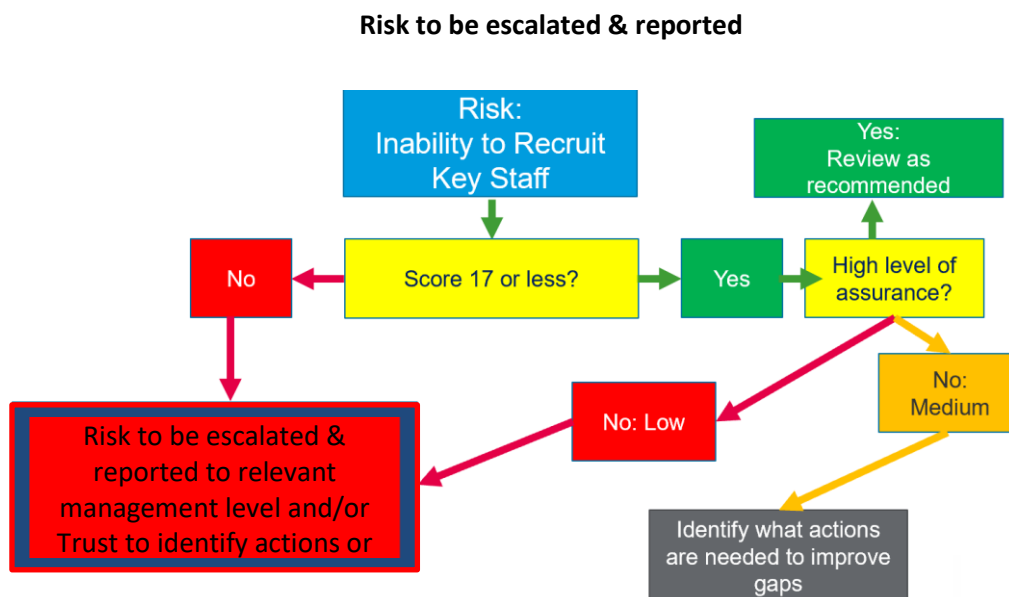 Risk to be escalated & reported
Risk:
Inability to Recruit
Key Staff
Yes:
Review as
recommended
No
Score 17 or less?
Yes
High level of
assurance?
No: Low
No:
Medium
Risk to be escalated &
reported to relevant
management level and/or
Trust to identify actions or
Identify what actions
are needed to improve
gaps